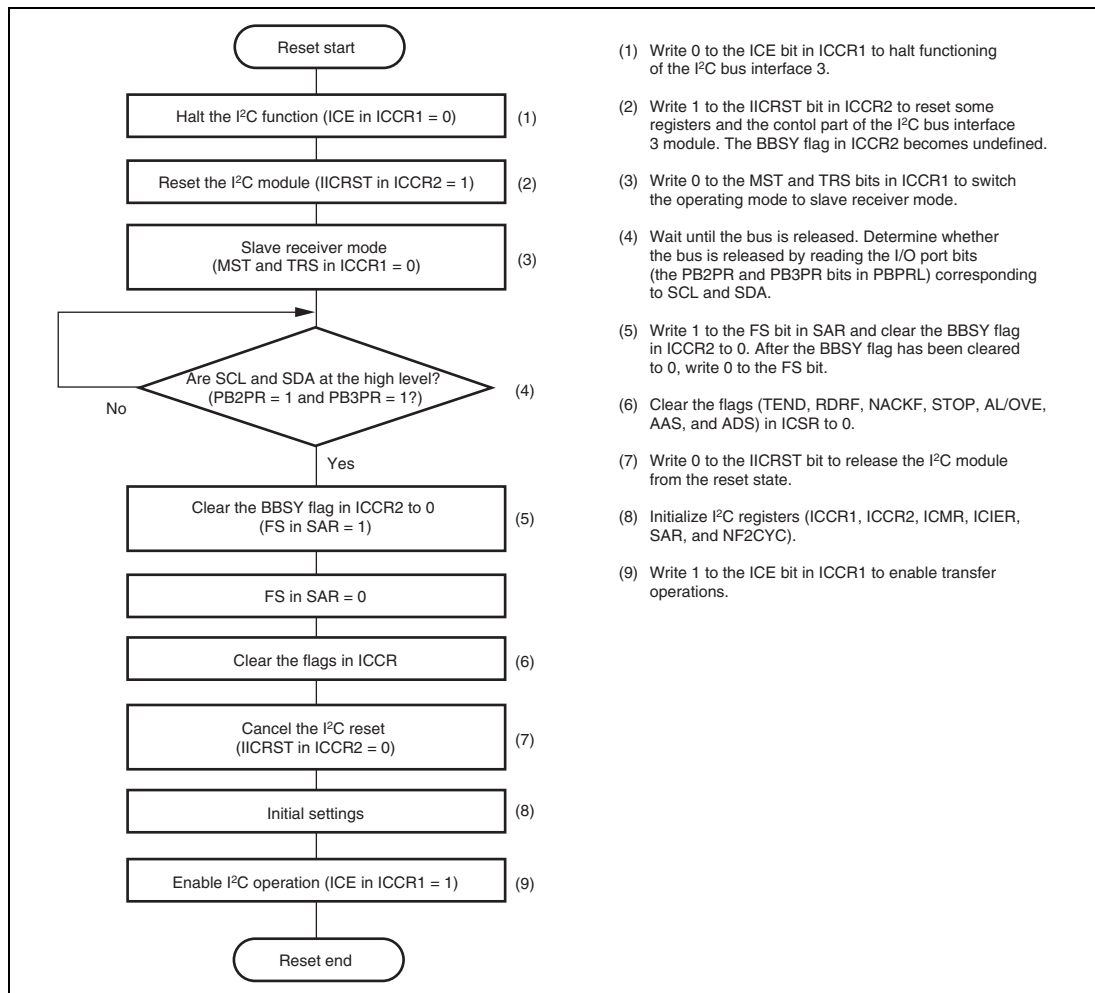 Reset start
Halt the I²C function (ICE in ICCR1 = 0)
(1)
Reset the I²C module (IICRST in ICCR2 = 1)
(2)
Slave receiver mode
(MST and TRS in ICCR1 = 0)
(3)
Are SCL and SDA at the high level?
(PB2PR = 1 and PB3PR = 1?)
(4)
No
Yes
Clear the BBSY flag in ICCR2 to 0
(FS in SAR = 1)
(5)
FS in SAR = 0
Clear the flags in ICCR
(6)
Cancel the I²C reset
(IICRST in ICCR2 = 0)
(7)
Initial settings
(8)
Enable I²C operation (ICE in ICCR1 = 1)
(9)
Reset end
(1) Write 0 to the ICE bit in ICCR1 to halt functioning
of the I²C bus interface 3.
(2) Write 1 to the IICRST bit in ICCR2 to reset some
registers and the contol part of the I²C bus interface
3 module. The BBSY flag in ICCR2 becomes undefined.
(3) Write 0 to the MST and TRS bits in ICCR1 to switch
the operating mode to slave receiver mode.
(4) Wait until the bus is released. Determine whether
the bus is released by reading the I/O port bits
(the PB2PR and PB3PR bits in PBPRL) corresponding
to SCL and SDA.
(5) Write 1 to the FS bit in SAR and clear the BBSY flag
in ICCR2 to 0. After the BBSY flag has been cleared
to 0, write 0 to the FS bit.
(6) Clear the flags (TEND, RDRF, NACKF, STOP, AL/OVE,
AAS, and ADS) in ICSR to 0.
(7) Write 0 to the IICRST bit to release the I²C module
from the reset state.
(8) Initialize I²C registers (ICCR1, ICCR2, ICMR, ICIER,
SAR, and NF2CYC).
(9) Write 1 to the ICE bit in ICCR1 to enable transfer
operations.